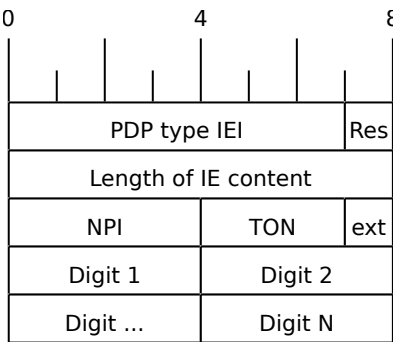 0 4 8
PDP type IEI Res
Length of IE content
NPI TON ext
Digit 1 Digit 2
Digit ... Digit N